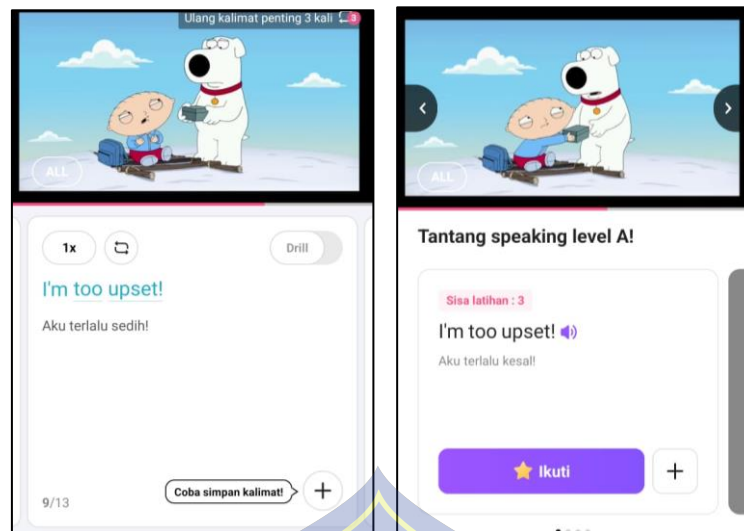 Ulang kalimat penting 3 kali 3
ALL
1x
Drill
I'm too upset!
Aku terlalu sedih!
9/13
Coba simpan kalimat!
+
ALL
Tantang speaking level A!
Sisa latihan : 3
I'm too upset!
Aku terlalu kesal!
Ikuti
+